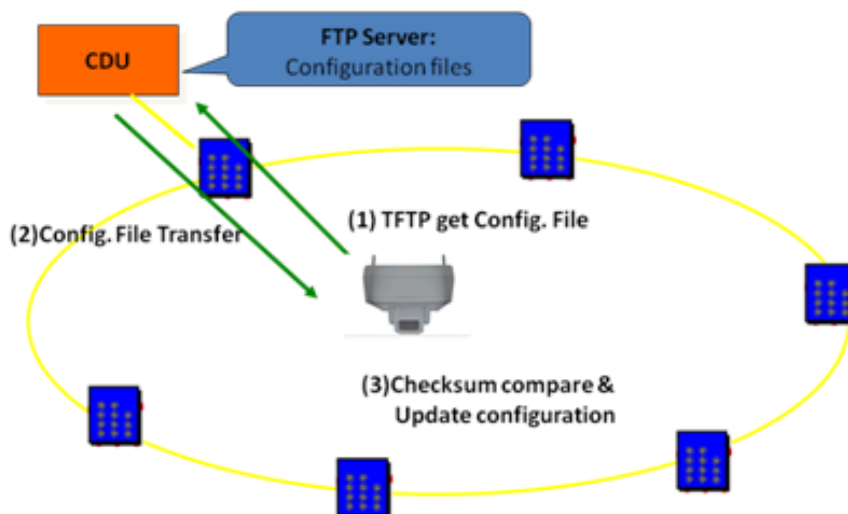 CDU
FTP Server:
Configuration files
(1) TFTP get Config. File
(2)Config. File Transfer
(3)Checksum compare &
Update configuration